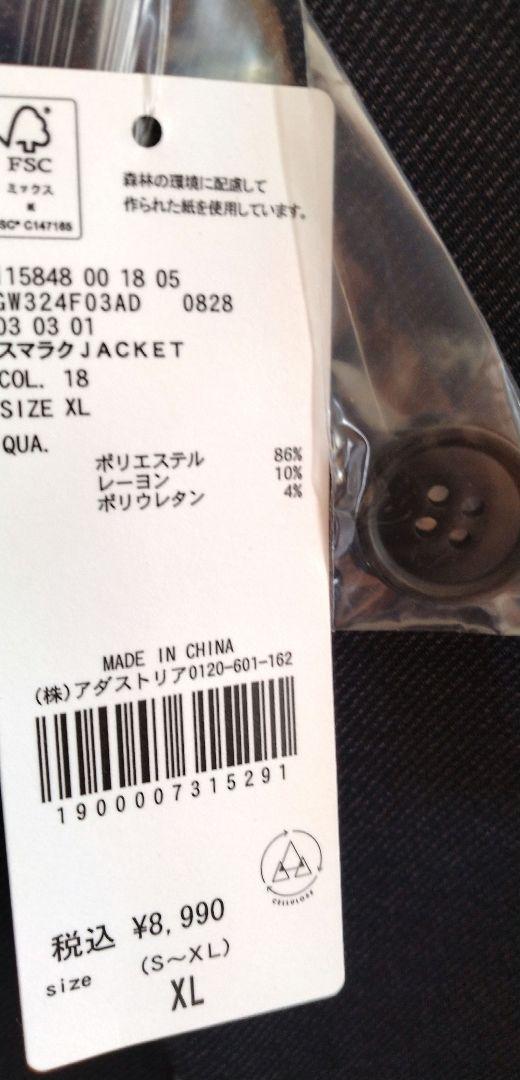 FSC
ミックス
紙
SC® C147165
森林の環境に配慮して
作られた紙を使用しています。
115848 00 18 05
GW324F03AD 0828
03 03 01
スマラクJACKET
COL. 18
SIZE XL
QUA.
ポリエステル 86%
レーヨン 10%
ポリウレタン 4%
MADE IN CHINA
(株)アダストリア0120-601-162
1900007315291
CELLULOSE
税込 ¥8,990
(S〜XL)
size XL